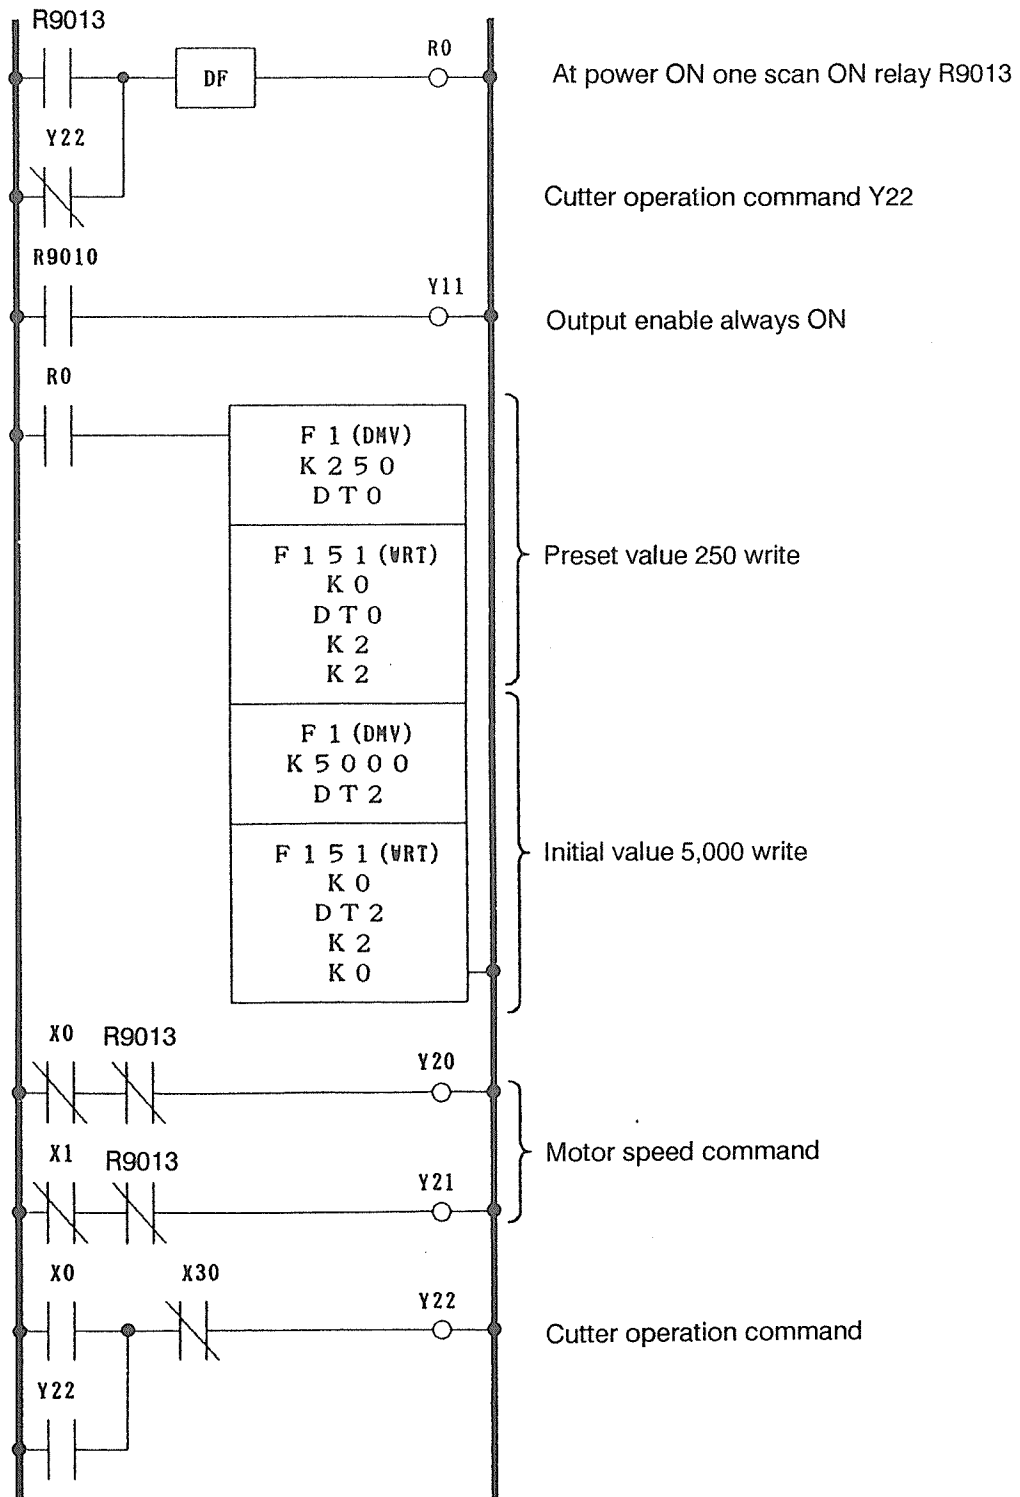 R9013
DF
R0
At power ON one scan ON relay R9013
Y22
Cutter operation command Y22
R9010
Y11
Output enable always ON
R0
F 1 (DMV)
K 2 5 0
D T 0
F 1 5 1 (WRT)
K 0
D T 0
K 2
K 2
Preset value 250 write
F 1 (DMV)
K 5 0 0 0
D T 2
F 1 5 1 (WRT)
K 0
D T 2
K 2
K 0
Initial value 5,000 write
X0 R9013
Y20
Motor speed command
X1 R9013
Y21
X0 X30
Y22
Cutter operation command
Y22